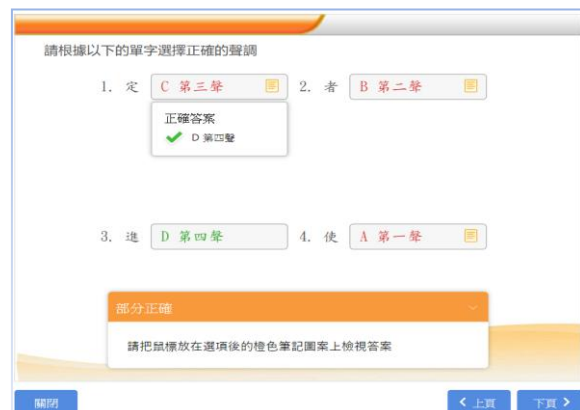 請根據以下的單字選擇正確的聲調
1. 定 C 第三聲 2. 者 B 第二聲
正確答案
D 第四聲
3. 進 D 第四聲 4. 使 A 第一聲
部分正確
請把鼠標放在選項後的橙色筆記圖案上檢視答案
關閉 上頁 下頁